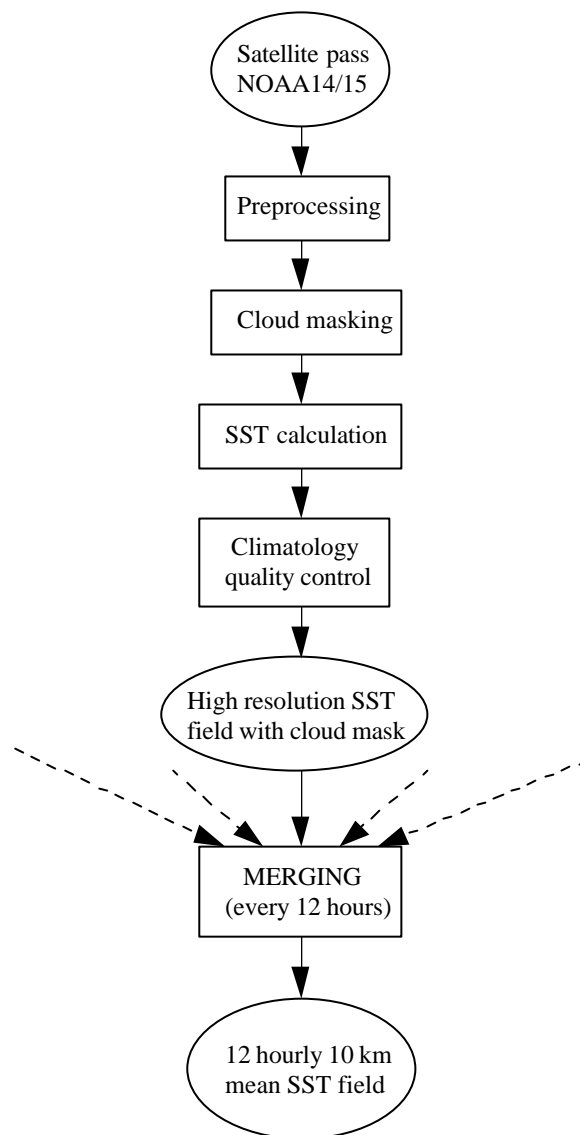 Satellite pass
NOAA14/15
Preprocessing
Cloud masking
SST calculation
Climatology
quality control
High resolution SST
field with cloud mask
MERGING
(every 12 hours)
12 hourly 10 km
mean SST field